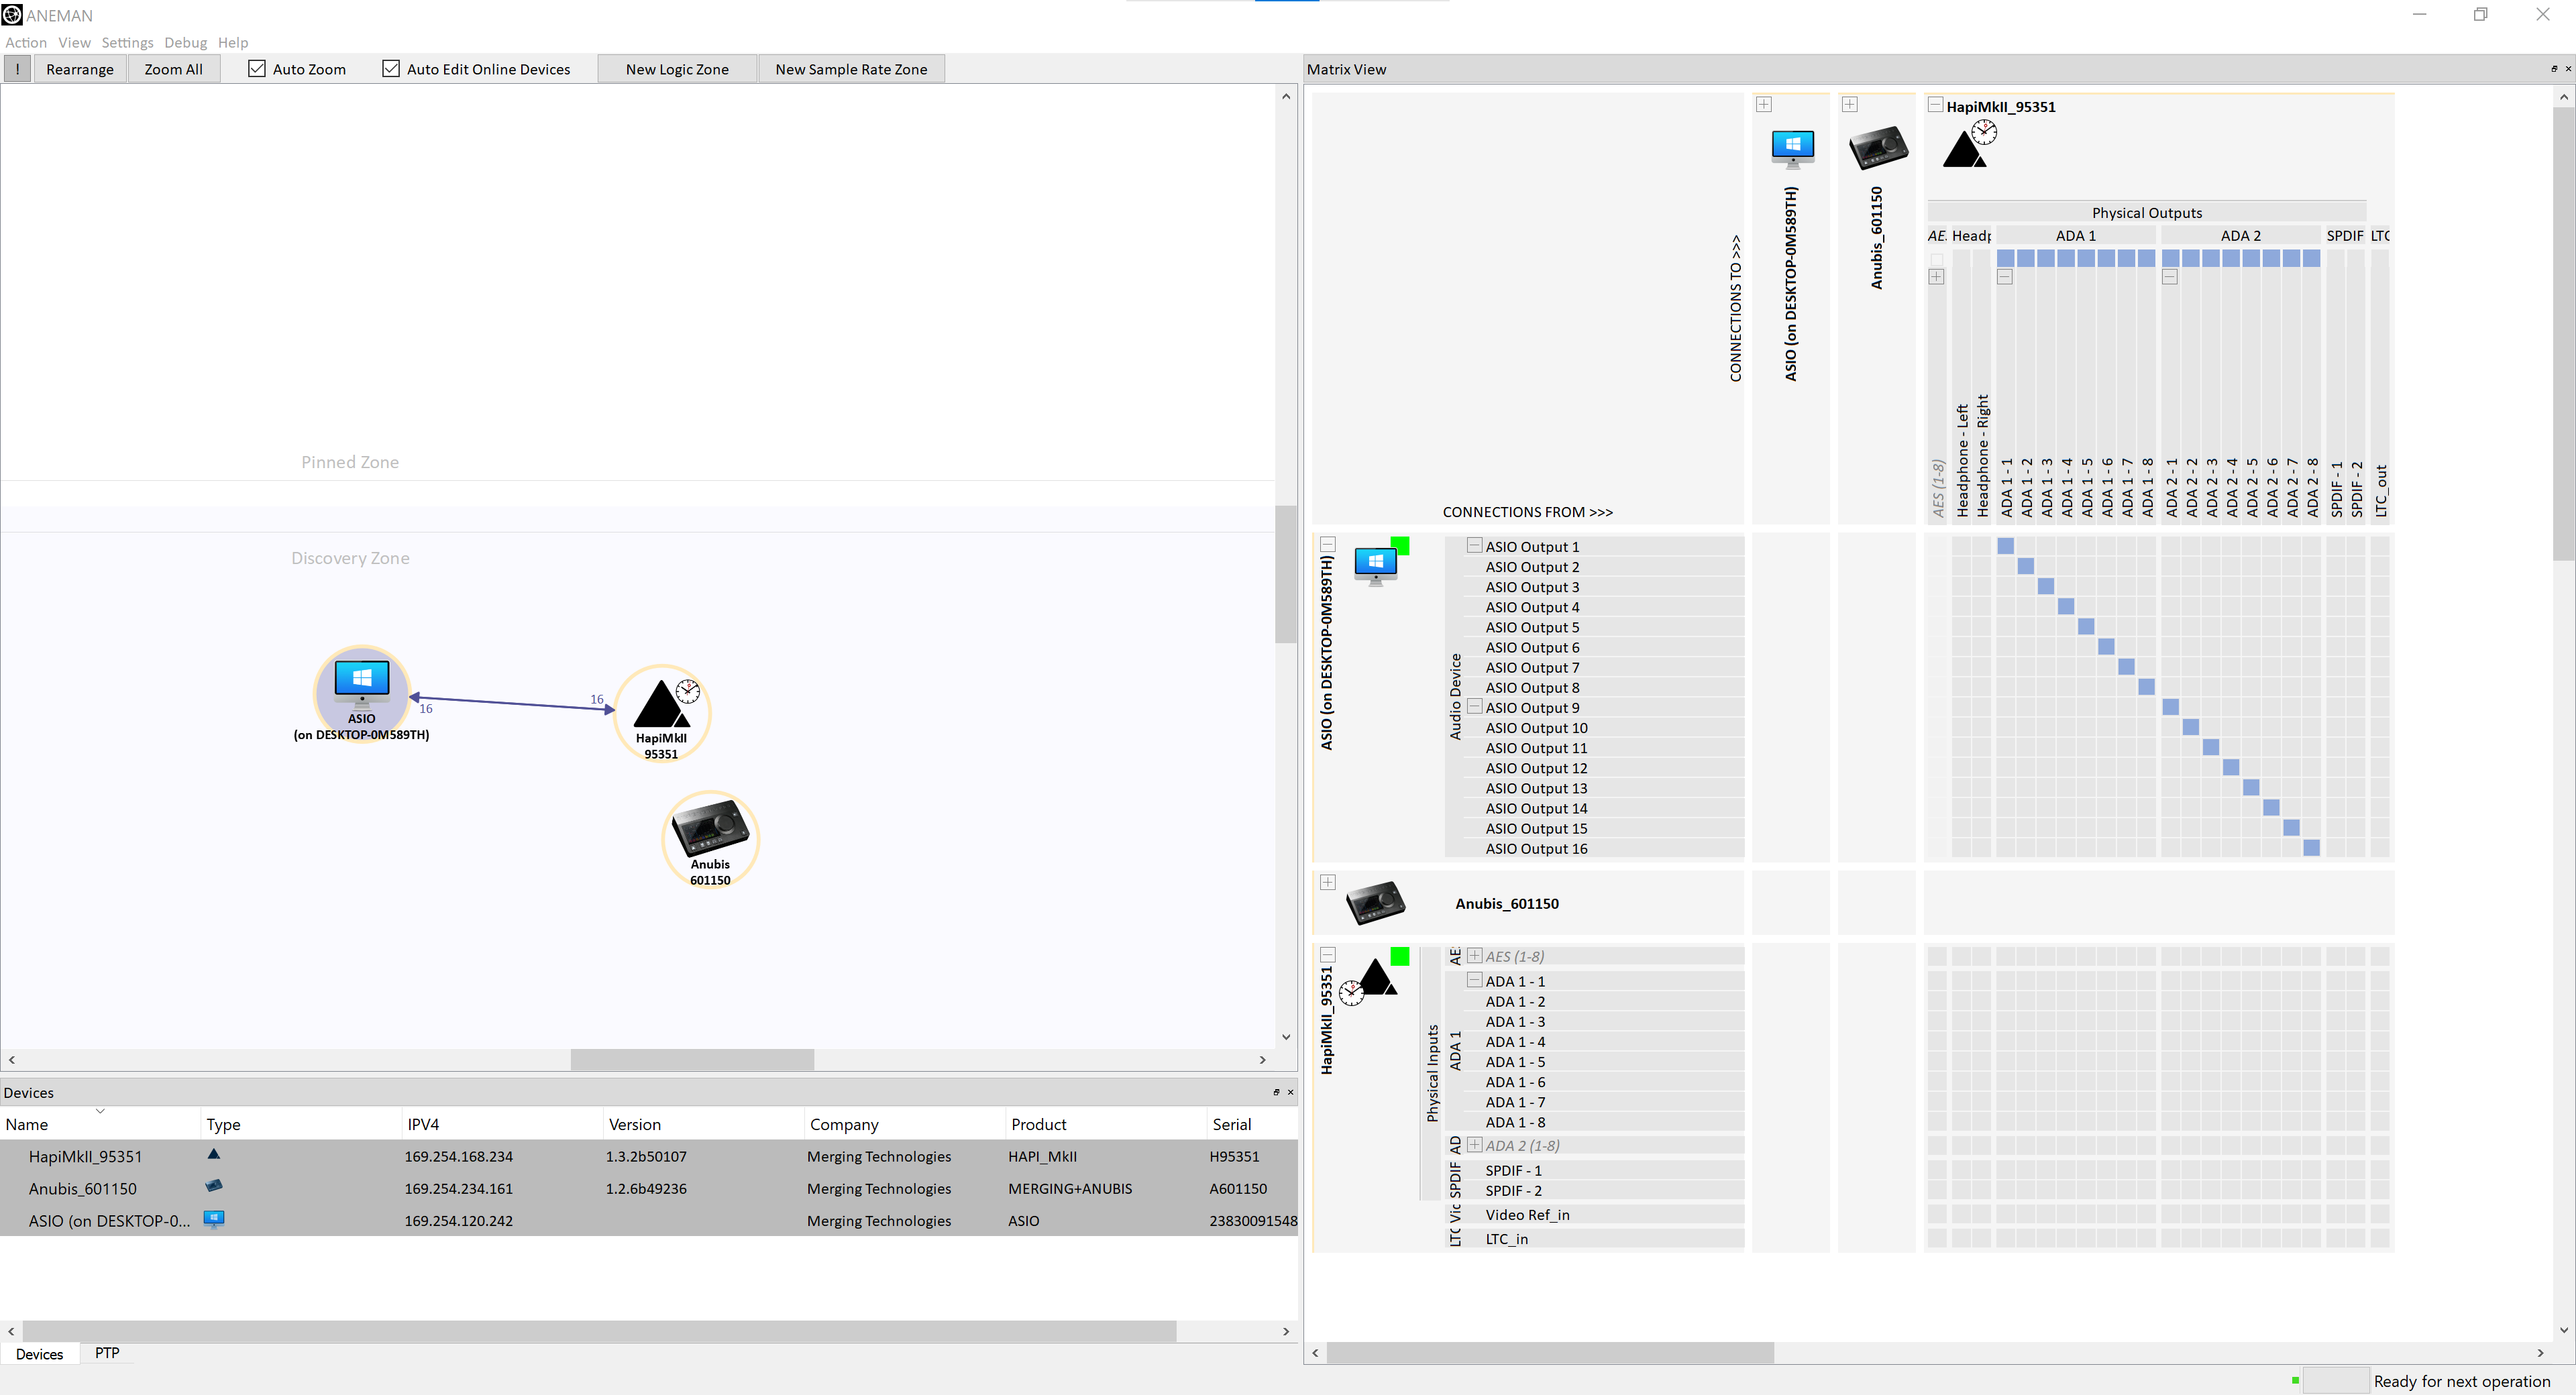 ANEMAN
Action View Settings Debug Help
! Rearrange Zoom All Auto Zoom Auto Edit Online Devices New Logic Zone New Sample Rate Zone
Pinned Zone
Discovery Zone
16
16
ASIO
(on DESKTOP-0M589TH)
HapiMkII
95351
Anubis
601150
Devices
Name Type IPV4 Version Company Product Serial
HapiMkII_95351 169.254.168.234 1.3.2b50107 Merging Technologies HAPI_MkII H95351
Anubis_601150 169.254.234.161 1.2.6b49236 Merging Technologies MERGING+ANUBIS A601150
ASIO (on DESKTOP-0... 169.254.120.242 Merging Technologies ASIO 23830091548
Devices PTP
Matrix View
CONNECTIONS TO >>>
CONNECTIONS FROM >>>
ASIO (on DESKTOP-0M589TH)
Anubis_601150
HapiMkII_95351
Physical Outputs
AE. Headp ADA 1 ADA 2 SPDIF LTC
AES (1-8)
Headphone - Left
Headphone - Right
ADA 1 - 1
ADA 1 - 2
ADA 1 - 3
ADA 1 - 4
ADA 1 - 5
ADA 1 - 6
ADA 1 - 7
ADA 1 - 8
ADA 2 - 1
ADA 2 - 2
ADA 2 - 3
ADA 2 - 4
ADA 2 - 5
ADA 2 - 6
ADA 2 - 7
ADA 2 - 8
SPDIF - 1
SPDIF - 2
LTC_out
ASIO (on DESKTOP-0M589TH)
Audio Device
ASIO Output 1
ASIO Output 2
ASIO Output 3
ASIO Output 4
ASIO Output 5
ASIO Output 6
ASIO Output 7
ASIO Output 8
ASIO Output 9
ASIO Output 10
ASIO Output 11
ASIO Output 12
ASIO Output 13
ASIO Output 14
ASIO Output 15
ASIO Output 16
Anubis_601150
HapiMkII_95351
Physical Inputs
AE
AES (1-8)
ADA 1
ADA 1 - 1
ADA 1 - 2
ADA 1 - 3
ADA 1 - 4
ADA 1 - 5
ADA 1 - 6
ADA 1 - 7
ADA 1 - 8
AD
ADA 2 (1-8)
SPDIF
SPDIF - 1
SPDIF - 2
Vic
Video Ref_in
LTC
LTC_in
Ready for next operation